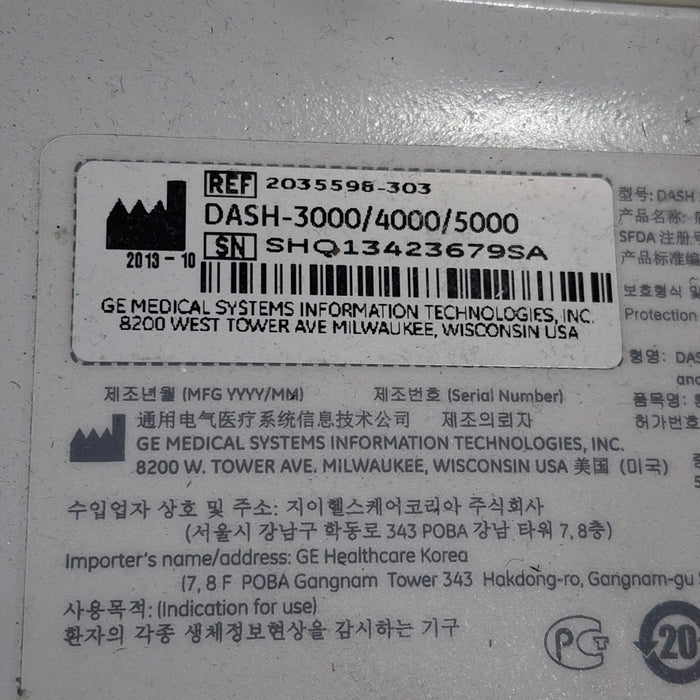 REF 2035598-303
DASH-3000/4000/5000
2013-10
SN SHQ13423679SA
GE MEDICAL SYSTEMS INFORMATION TECHNOLOGIES, INC.
8200 WEST TOWER AVE MILWAUKEE, WISCONSIN USA
型号: DASH
产品名称:
SFDA 注册号
产品标准编
보호형식 및
Protection
형명: DAS
and
품목명:
허가번호
제조년월 (MFG YYYY/MM) 제조번호 (Serial Number)
通用电气医疗系统信息技术公司 제조의뢰자
GE MEDICAL SYSTEMS INFORMATION TECHNOLOGIES, INC.
8200 W. TOWER AVE. MILWAUKEE, WISCONSIN USA 美国 (미국)
수입업자 상호 및 주소: 지이헬스케어코리아 주식회사
(서울시 강남구 학동로 343 POBA 강남 타워 7, 8층)
Importer's name/address: GE Healthcare Korea
(7, 8 F POBA Gangnam Tower 343 Hakdong-ro, Gangnam-gu
사용목적: (Indication for use)
환자의 각종 생체정보현상을 감시하는 기구
20